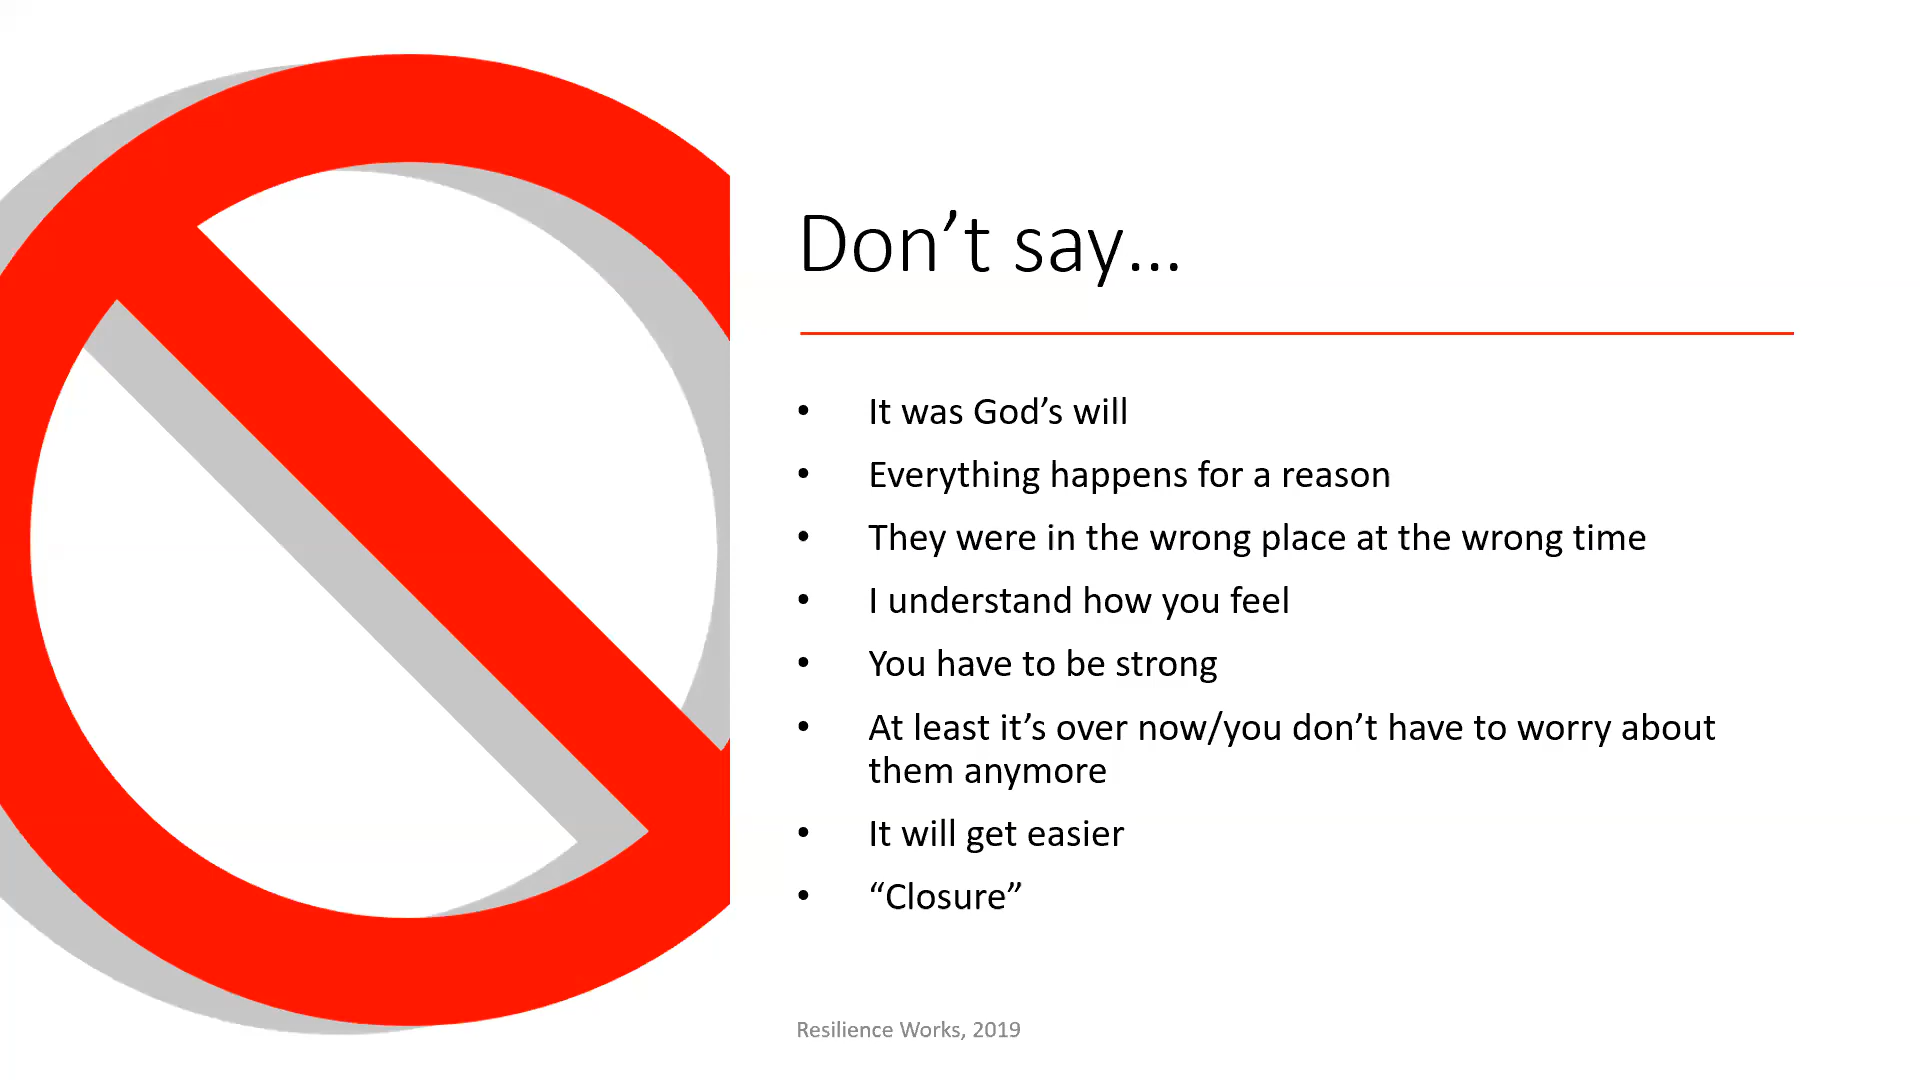 Don’t say...
• It was God’s will
• Everything happens for a reason
• They were in the wrong place at the wrong time
• I understand how you feel
• You have to be strong
• At least it’s over now/you don’t have to worry about
them anymore
• It will get easier
• “Closure”
Resilience Works, 2019